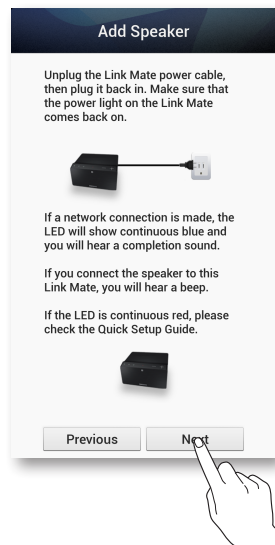 Add Speaker
Unplug the Link Mate power cable,
then plug it back in. Make sure that
the power light on the Link Mate
comes back on.
If a network connection is made, the
LED will show continuous blue and
you will hear a completion sound.
If you connect the speaker to this
Link Mate, you will hear a beep.
If the LED is continuous red, please
check the Quick Setup Guide.
Previous
Next